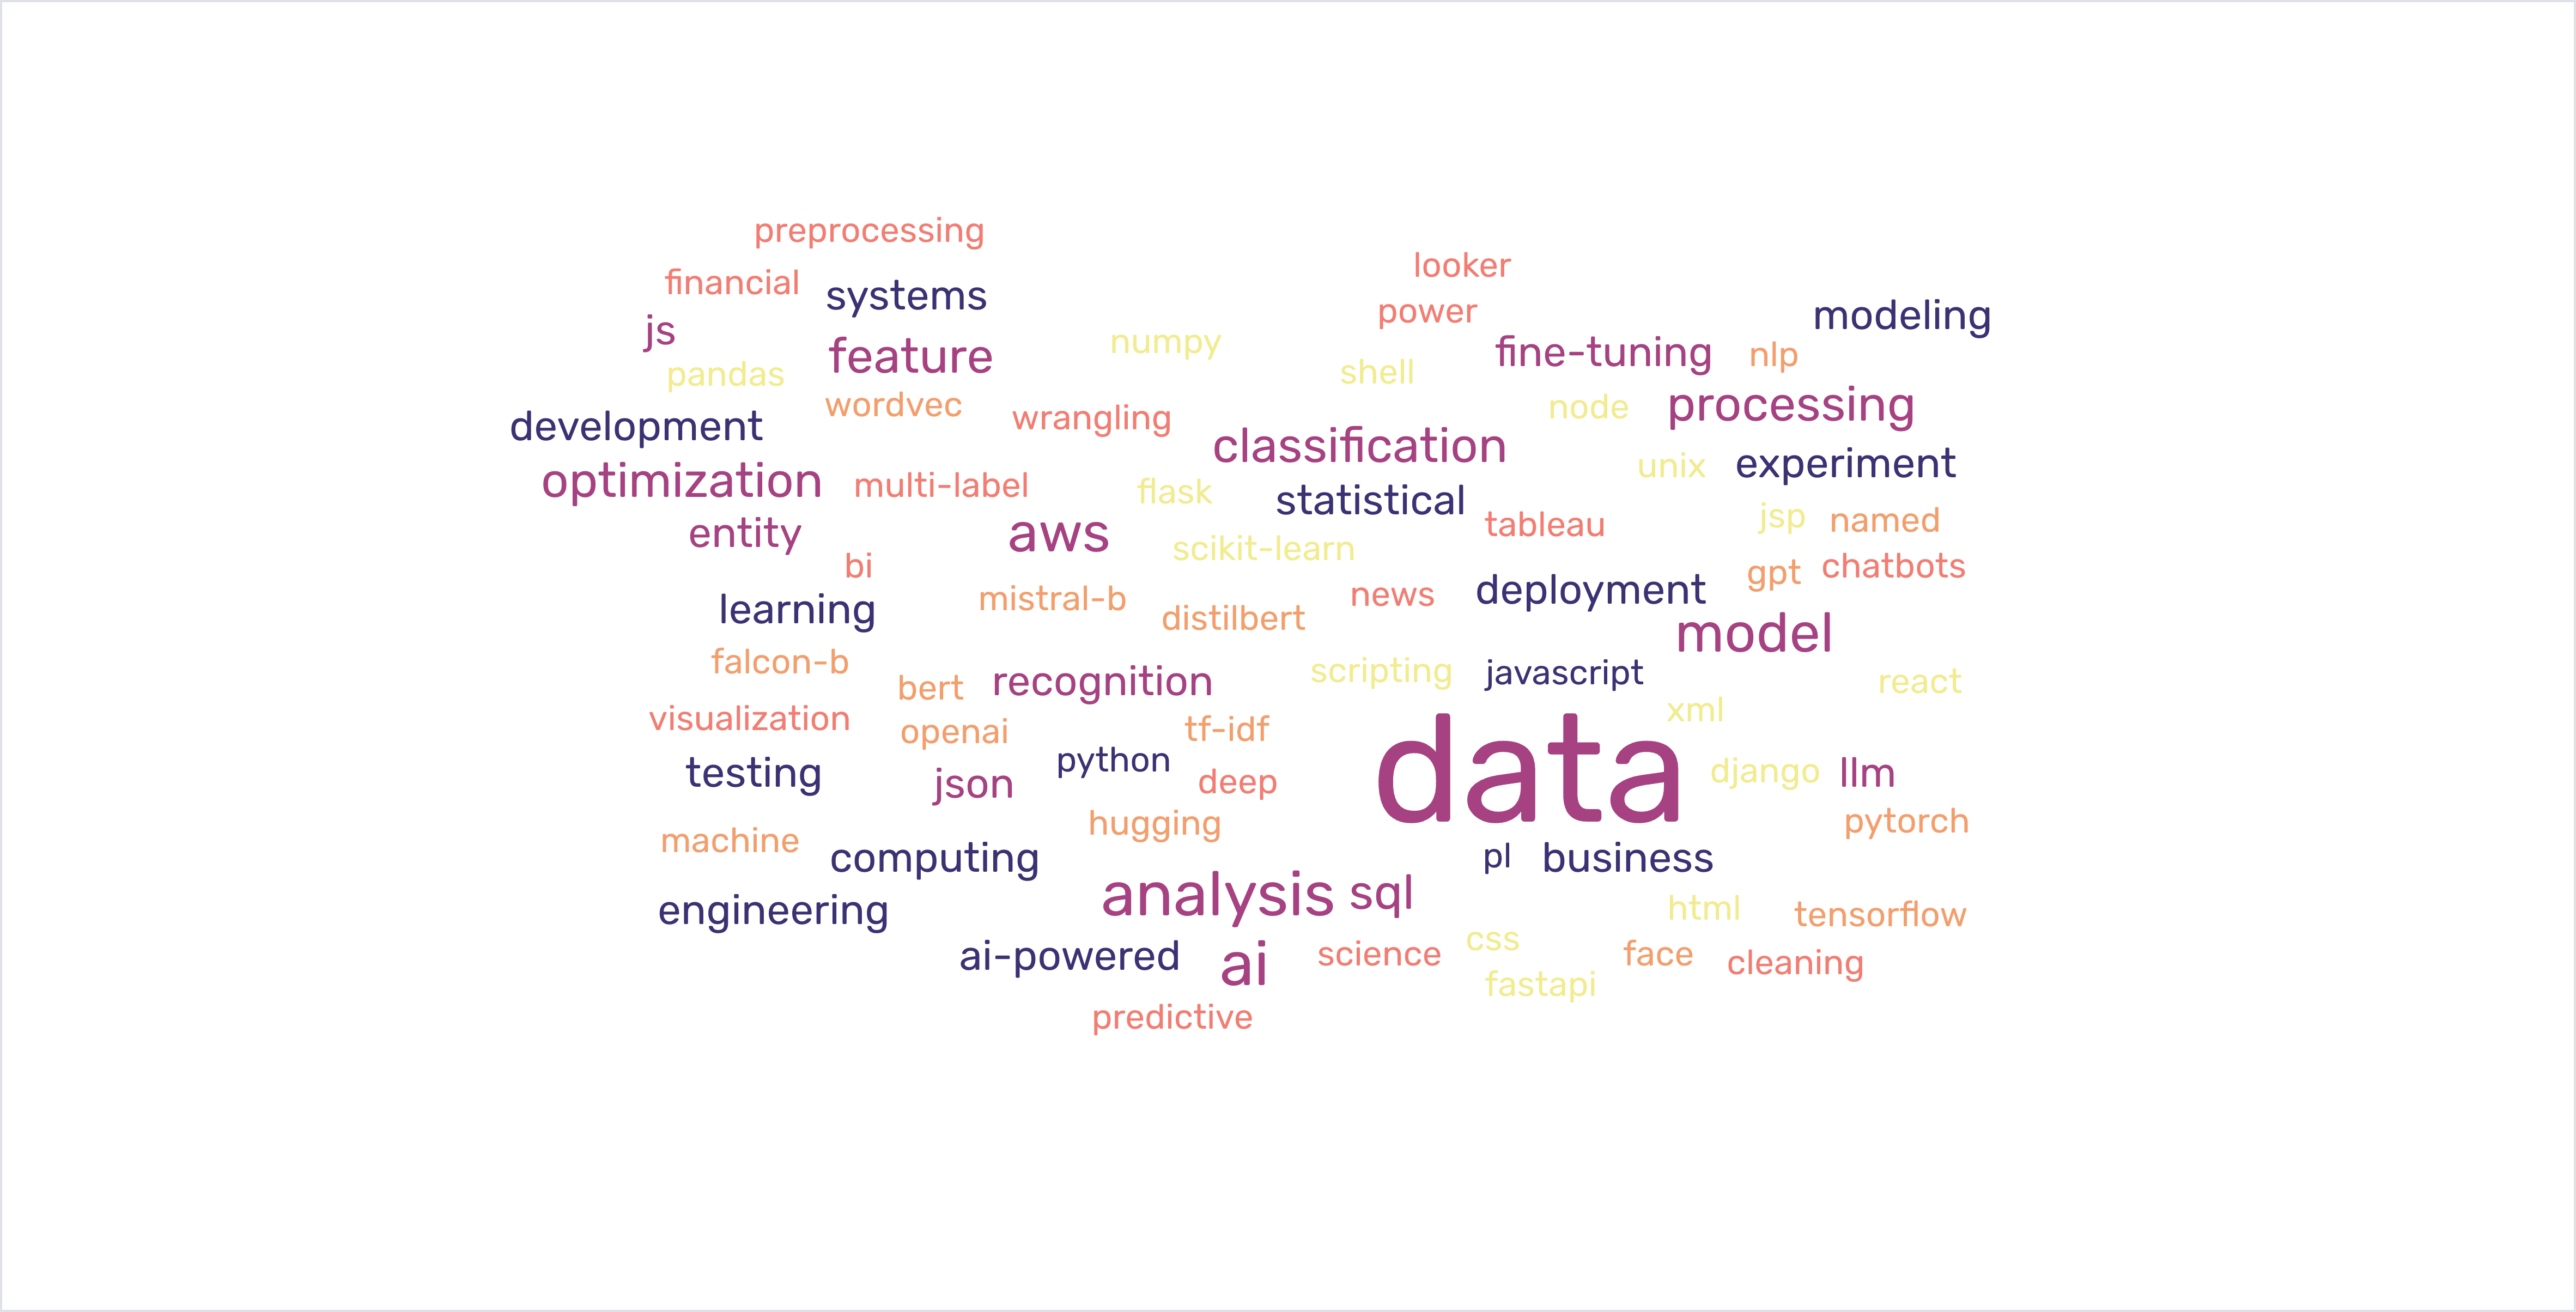 preprocessing
looker
financial
systems
power
modeling
js
numpy
feature
fine-tuning
nlp
pandas
shell
wordvec
node
processing
development
wrangling
classification
unix
experiment
optimization
multi-label
flask
statistical
jsp
named
entity
aws
tableau
scikit-learn
bi
gpt
chatbots
learning
mistral-b
news
deployment
distilbert
model
falcon-b
bert
recognition
scripting
javascript
react
visualization
openai
tf-idf
xml
testing
json
python
deep
data
django
llm
machine
hugging
pytorch
computing
pl
business
engineering
analysis
sql
html
tensorflow
ai-powered
ai
science
css
face
cleaning
fastapi
predictive